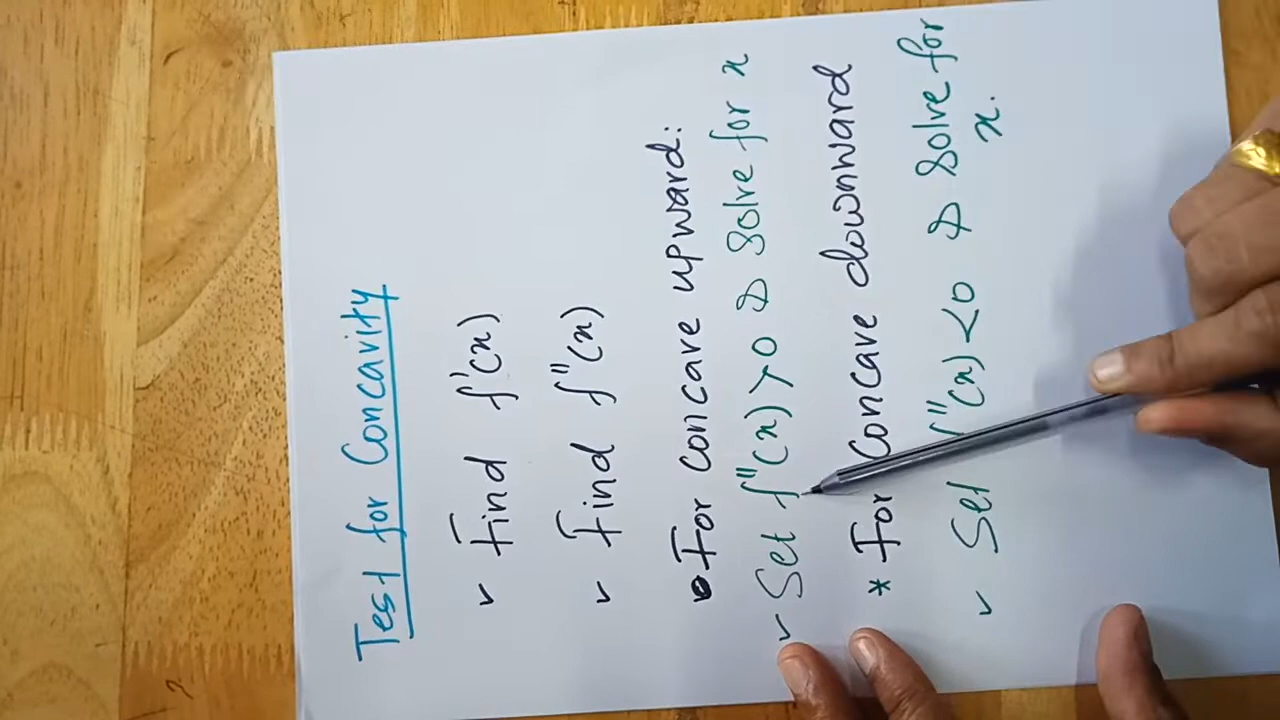 Test for Concavity
✓ Find f'(x)
✓ Find f''(x)
• For concave upward:
✓ Set f''(x) > 0 & solve for x
* For Concave downward
✓ Set f''(x) < 0 & solve for
x.